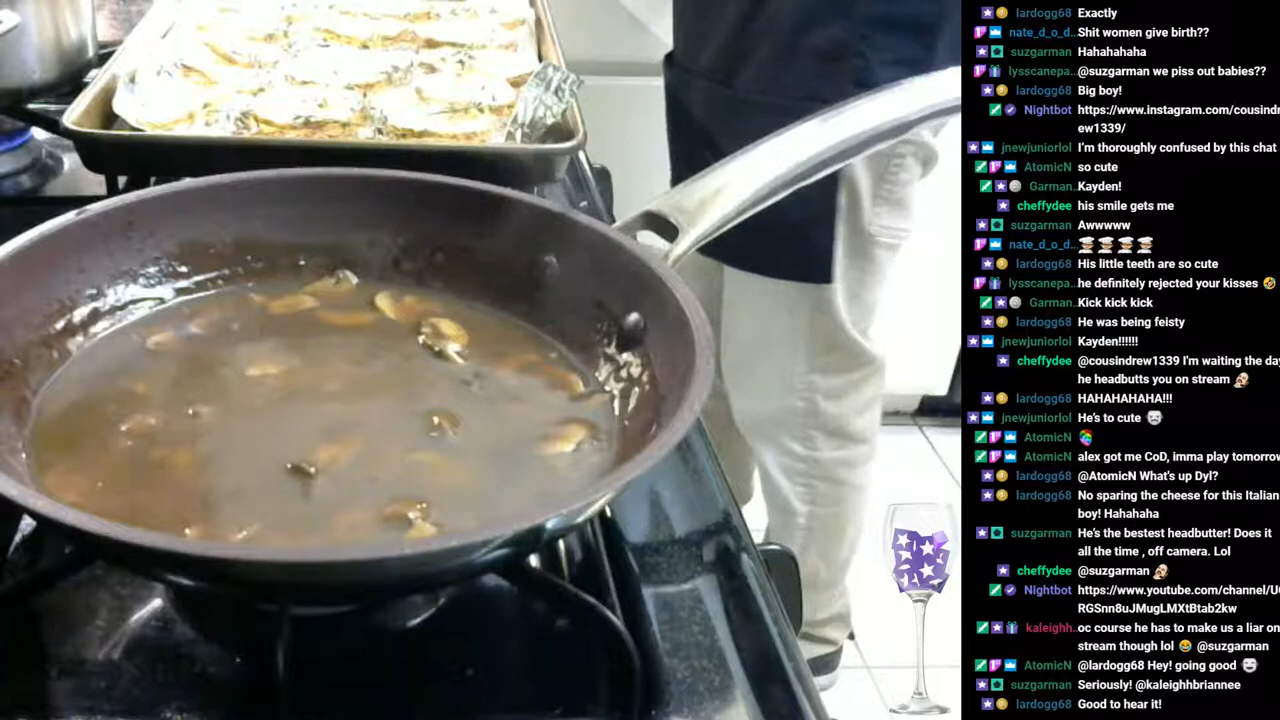 lardogg68 Exactly
nate_d_o_d... Shit women give birth??
suzgarman Hahahahaha
lysscanepa... @suzgarman we piss out babies??
lardogg68 Big boy!
Nightbot https://www.instagram.com/cousindr
ew1339/
jnewjuniorlol I'm thoroughly confused by this chat
AtomicN so cute
Garman... Kayden!
cheffydee his smile gets me
suzgarman Awwwww
nate_d_o_d...
lardogg68 His little teeth are so cute
lysscanepa... he definitely rejected your kisses 🤣
Garman... Kick kick kick
lardogg68 He was being feisty
jnewjuniorlol Kayden!!!!!!
cheffydee @cousindrew1339 I'm waiting the day
he headbutts you on stream
lardogg68 HAHAHAHAHA!!!
jnewjuniorlol He's to cute
AtomicN
AtomicN alex got me CoD, imma play tomorrow
lardogg68 @AtomicN What's up Dyl?
lardogg68 No sparing the cheese for this Italian
boy! Hahahaha
suzgarman He's the bestest headbutter! Does it
all the time , off camera. Lol
cheffydee @suzgarman
Nightbot https://www.youtube.com/channel/U
RGSnn8uJMugLMXtBtab2kw
kaleighh... oc course he has to make us a liar on
stream though lol 😂 @suzgarman
AtomicN @lardogg68 Hey! going good
suzgarman Seriously! @kaleighhbriannee
lardogg68 Good to hear it!